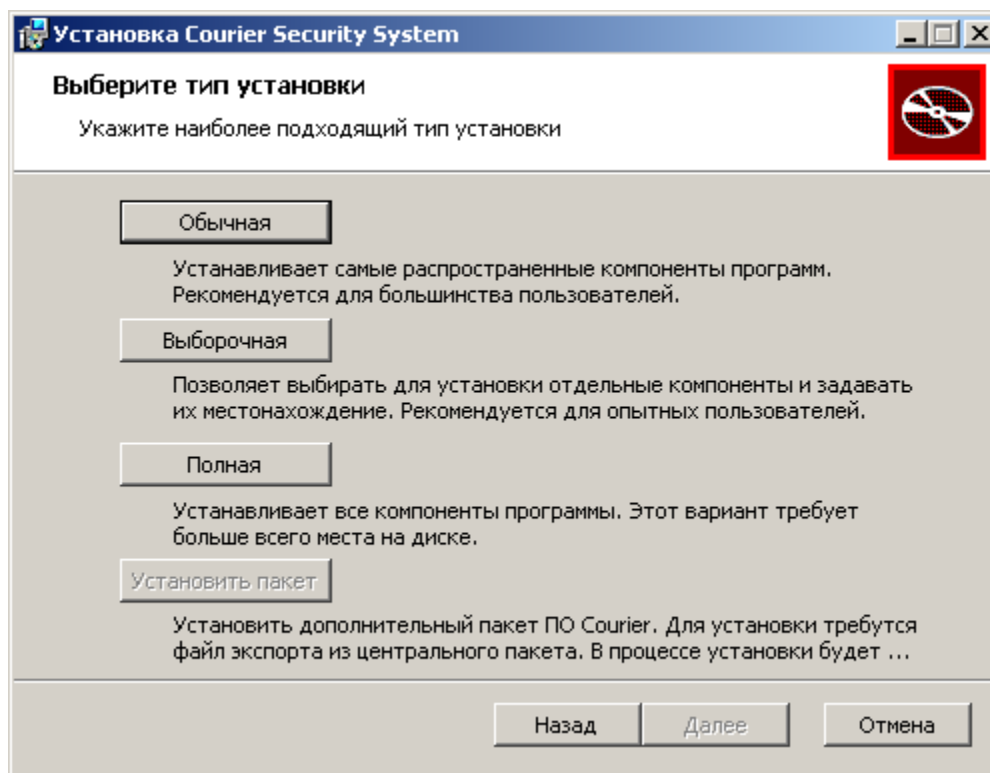 Установка Courier Security System
Выберите тип установки
Укажите наиболее подходящий тип установки
Обычная
Устанавливает самые распространенные компоненты программ.
Рекомендуется для большинства пользователей.
Выборочная
Позволяет выбирать для установки отдельные компоненты и задавать
их местонахождение. Рекомендуется для опытных пользователей.
Полная
Устанавливает все компоненты программы. Этот вариант требует
больше всего места на диске.
Установить пакет
Установить дополнительный пакет ПО Courier. Для установки требутся
файл экспорта из центрального пакета. В процессе установки будет ...
Назад
Далее
Отмена